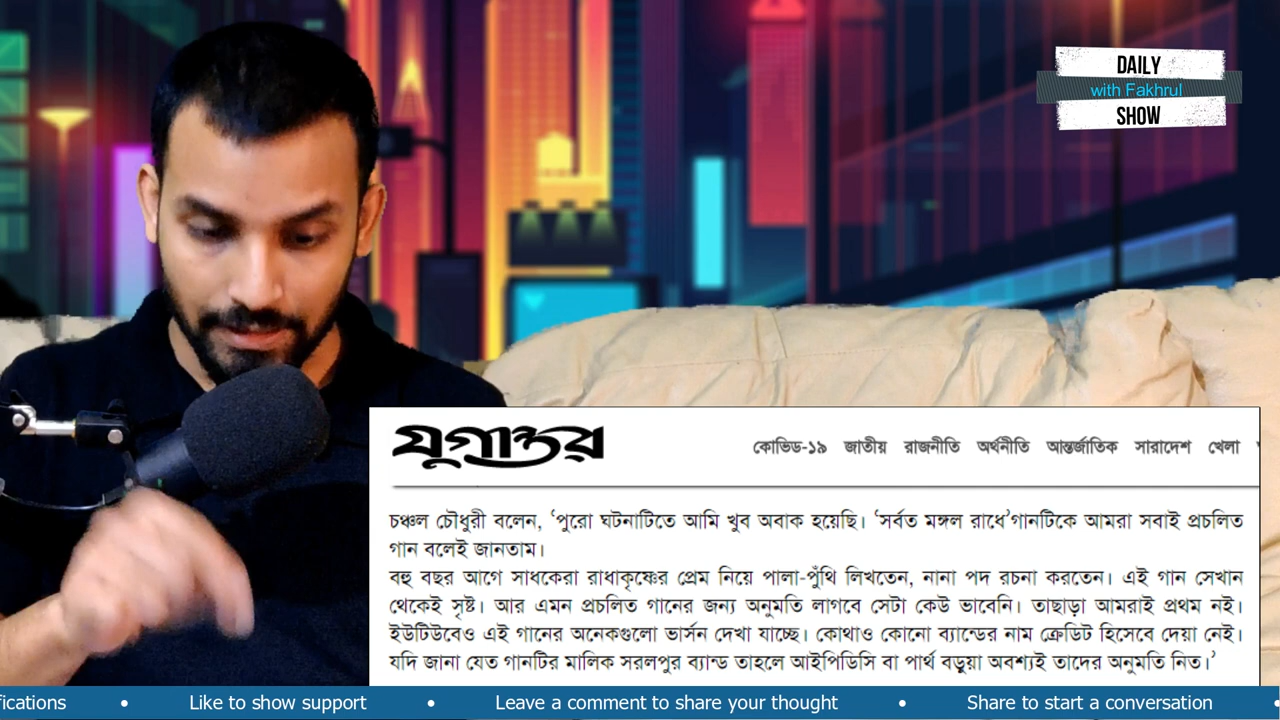 DAILY
with Fakhrul
SHOW
যুগান্তর
কোভিড-১৯ জাতীয় রাজনীতি অর্থনীতি আন্তর্জাতিক সারাদেশ খেলা
চঞ্চল চৌধুরী বলেন, ‘পুরো ঘটনাটিতে আমি খুব অবাক হয়েছি। ‘সর্বত মঙ্গল রাধে’গানটিকে আমরা সবাই প্রচলিত
গান বলেই জানতাম।
বহু বছর আগে সাধকেরা রাধাকৃষ্ণের প্রেম নিয়ে পালা-পুঁথি লিখতেন, নানা পদ রচনা করতেন। এই গান সেখান
থেকেই সৃষ্ট। আর এমন প্রচলিত গানের জন্য অনুমতি লাগবে সেটা কেউ ভাবেনি। তাছাড়া আমরাই প্রথম নই।
ইউটিউবেও এই গানের অনেকগুলো ভার্সন দেখা যাচ্ছে। কোথাও কোনো ব্যান্ডের নাম ক্রেডিট হিসেবে দেয়া নেই।
যদি জানা যেত গানটির মালিক সরলপুর ব্যান্ড তাহলে আইপিডিসি বা পার্থ বড়ুয়া অবশ্যই তাদের অনুমতি নিত।’
fications • Like to show support • Leave a comment to share your thought • Share to start a conversation